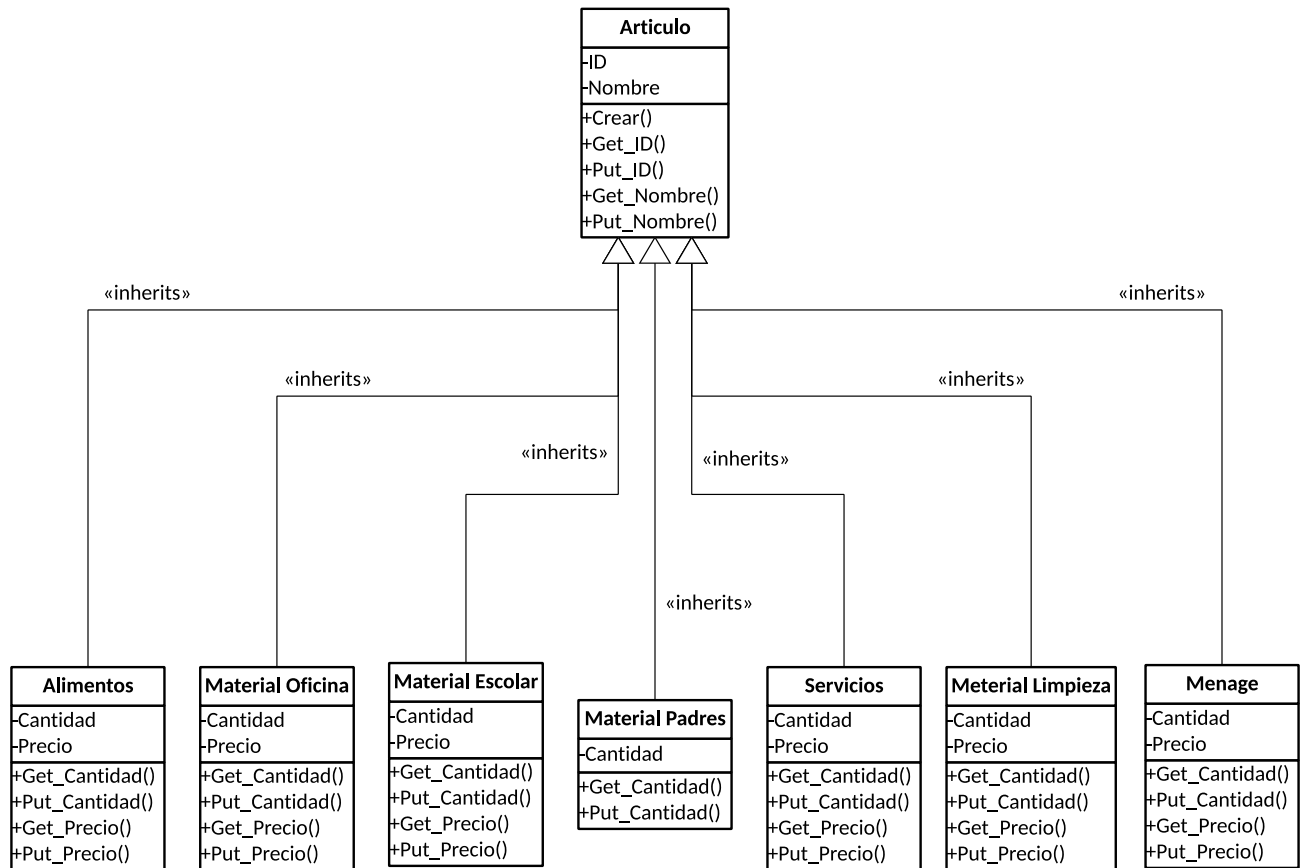 Articulo
-ID
-Nombre
+Crear()
+Get_ID()
+Put_ID()
+Get_Nombre()
+Put_Nombre()
«inherits»
«inherits»
«inherits»
«inherits»
«inherits»
«inherits»
«inherits»
Alimentos
-Cantidad
-Precio
+Get_Cantidad()
+Put_Cantidad()
+Get_Precio()
+Put_Precio()
Material Oficina
-Cantidad
-Precio
+Get_Cantidad()
+Put_Cantidad()
+Get_Precio()
+Put_Precio()
Material Escolar
-Cantidad
-Precio
+Get_Cantidad()
+Put_Cantidad()
+Get_Precio()
+Put_Precio()
Material Padres
-Cantidad
+Get_Cantidad()
+Put_Cantidad()
Servicios
-Cantidad
-Precio
+Get_Cantidad()
+Put_Cantidad()
+Get_Precio()
+Put_Precio()
Meterial Limpieza
-Cantidad
-Precio
+Get_Cantidad()
+Put_Cantidad()
+Get_Precio()
+Put_Precio()
Menage
-Cantidad
-Precio
+Get_Cantidad()
+Put_Cantidad()
+Get_Precio()
+Put_Precio()